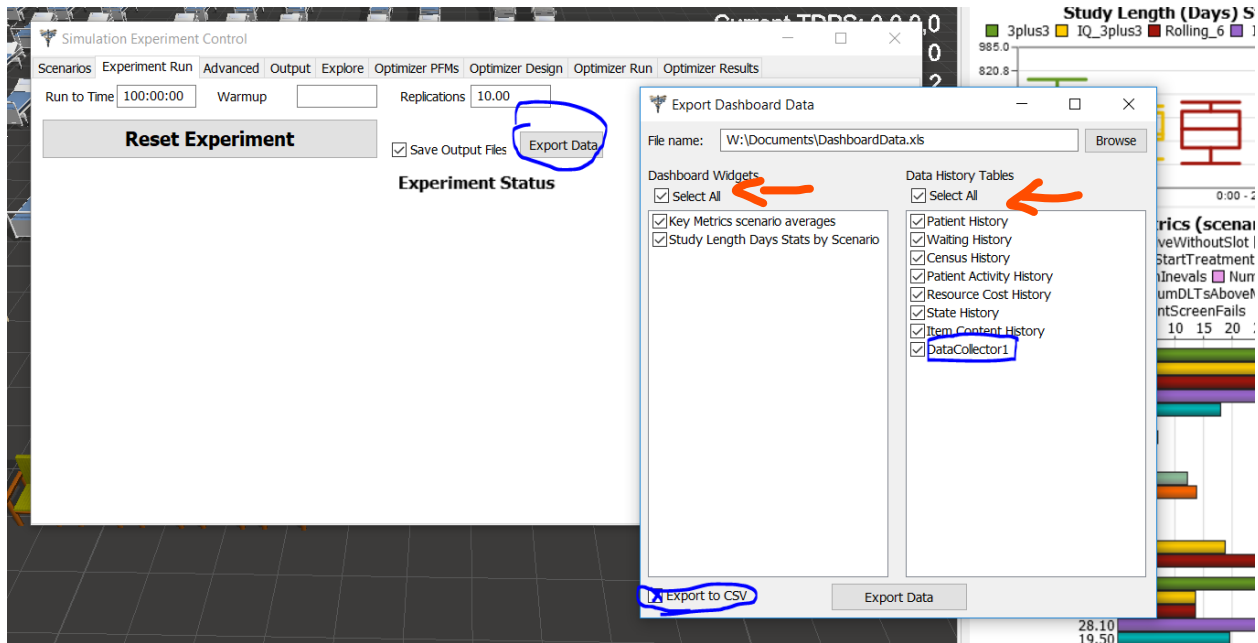 Current TDRS: 0,0,0,0
0
2
Simulation Experiment Control
Scenarios Experiment Run Advanced Output Explore Optimizer PFMs Optimizer Design Optimizer Run Optimizer Results
Run to Time 100:00:00 Warmup Replications 10.00
Reset Experiment
Save Output Files Export Data
Experiment Status
Export Dashboard Data
File name: W:\Documents\DashboardData.xls Browse
Dashboard Widgets
Select All
Key Metrics scenario averages
Study Length Days Stats by Scenario
Data History Tables
Select All
Patient History
Waiting History
Census History
Patient Activity History
Resource Cost History
State History
Item Content History
DataCollector1
Export to CSV Export Data
Study Length (Days) S
3plus3 IQ_3plus3 Rolling_6
985.0
820.8
0:00 - 2
rics (scenar
veWithoutSlot
StartTreatment
nInevals Num
umDLTsAboveM
ntScreenFails
10 15 20
28.10
19.50